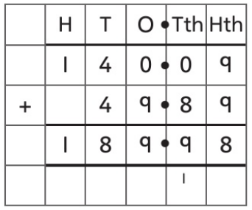 H T O • Tth Hth
1 4 0 • 0 9
+ 4 9 • 8 9
1 8 9 • 9 8
1